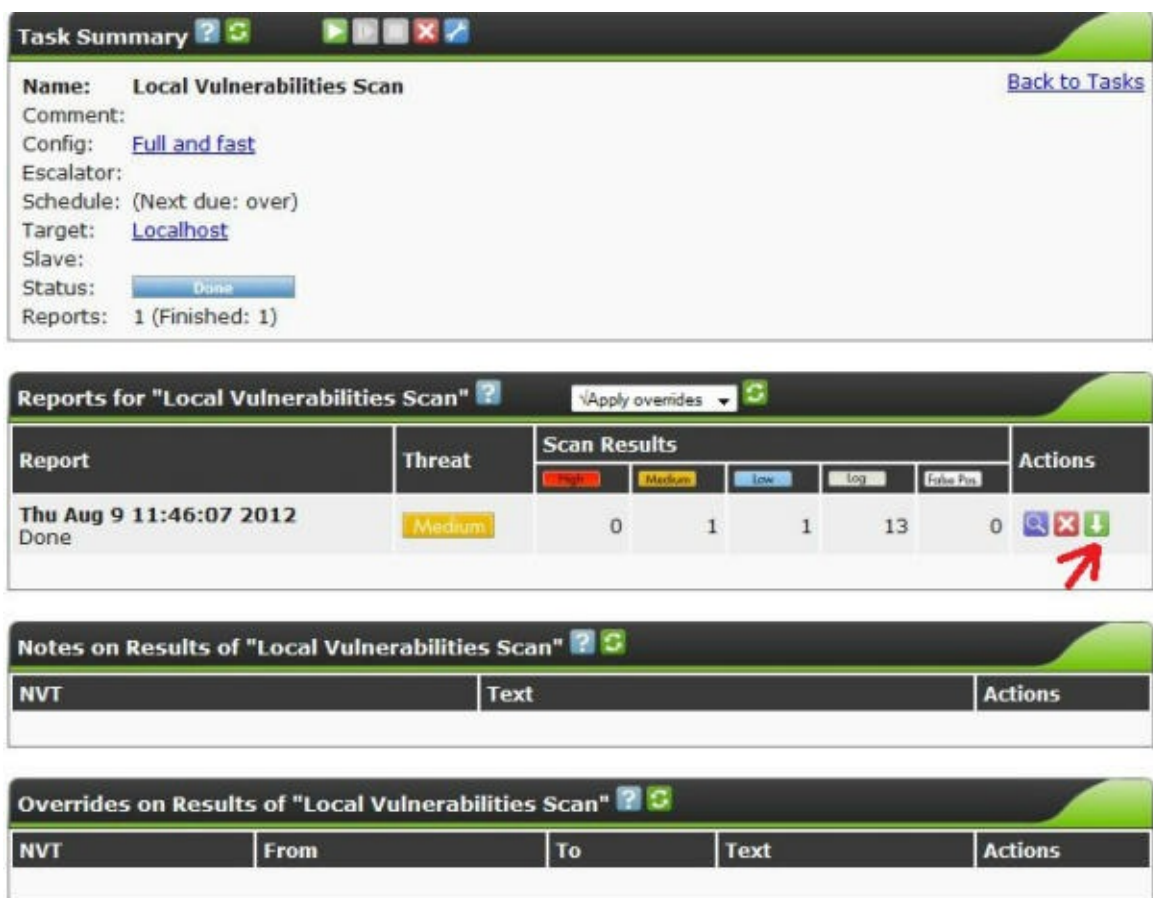 Task Summary ?
Name: Local Vulnerabilities Scan Back to Tasks
Comment:
Config: Full and fast
Escalator:
Schedule: (Next due: over)
Target: Localhost
Slave:
Status: Done
Reports: 1 (Finished: 1)
Reports for "Local Vulnerabilities Scan" ? √Apply overrides
Report Threat Scan Results Actions
High Medium Low Log False Pos.
Thu Aug 9 11:46:07 2012 Medium 0 1 1 13 0
Done
Notes on Results of "Local Vulnerabilities Scan" ?
NVT Text Actions
Overrides on Results of "Local Vulnerabilities Scan" ?
NVT From To Text Actions